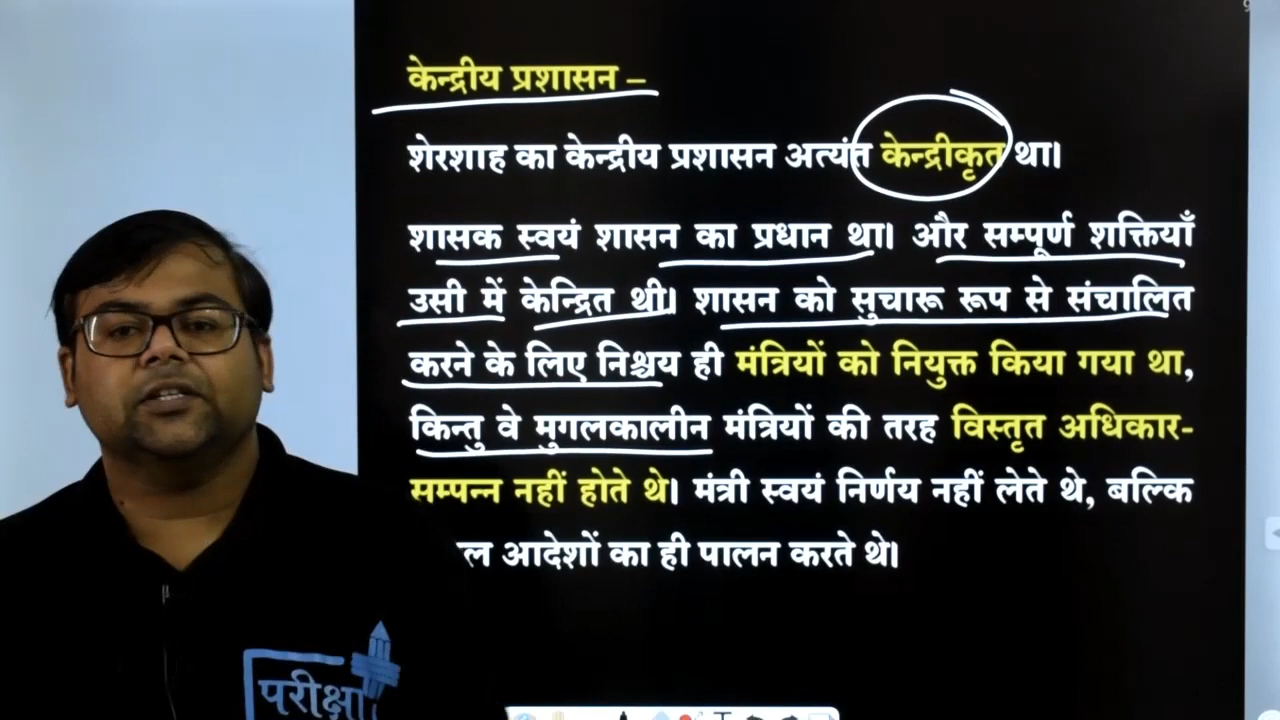 केन्द्रीय प्रशासन –
शेरशाह का केन्द्रीय प्रशासन अत्यंत केन्द्रीकृत था।
शासक स्वयं शासन का प्रधान था। और सम्पूर्ण शक्तियाँ
उसी में केन्द्रित थी। शासन को सुचारू रूप से संचालित
करने के लिए निश्चय ही मंत्रियों को नियुक्त किया गया था,
किन्तु वे मुगलकालीन मंत्रियों की तरह विस्तृत अधिकार-
सम्पन्न नहीं होते थे। मंत्री स्वयं निर्णय नहीं लेते थे, बल्कि
आदेशों का ही पालन करते थे।
परीक्षा